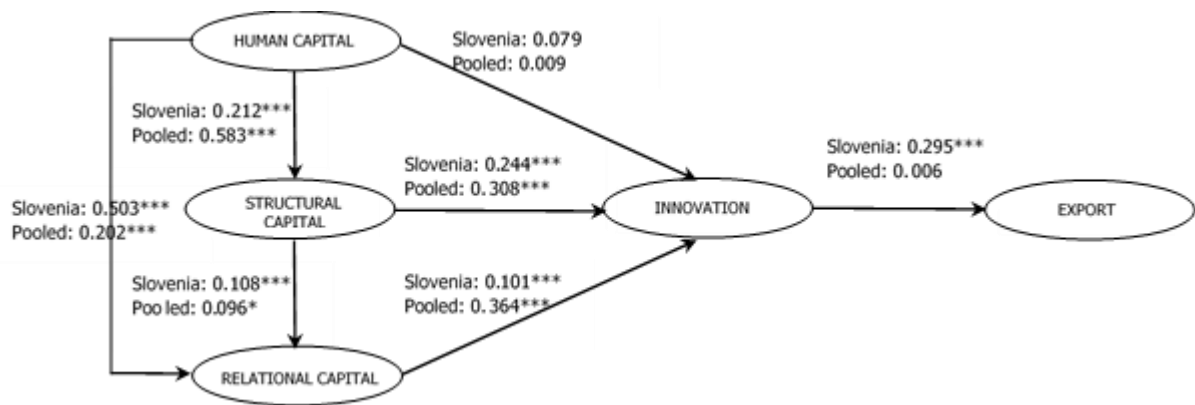 HUMAN CAPITAL
Slovenia: 0.079
Pooled: 0.009
Slovenia: 0.212***
Pooled: 0.583***
Slovenia: 0.295***
Pooled: 0.006
Slovenia: 0.244***
Pooled: 0.308***
Slovenia: 0.503***
Pooled: 0.202***
STRUCTURAL
CAPITAL
INNOVATION
EXPORT
Slovenia: 0.108***
Pooled: 0.096*
Slovenia: 0.101***
Pooled: 0.364***
RELATIONAL CAPITAL